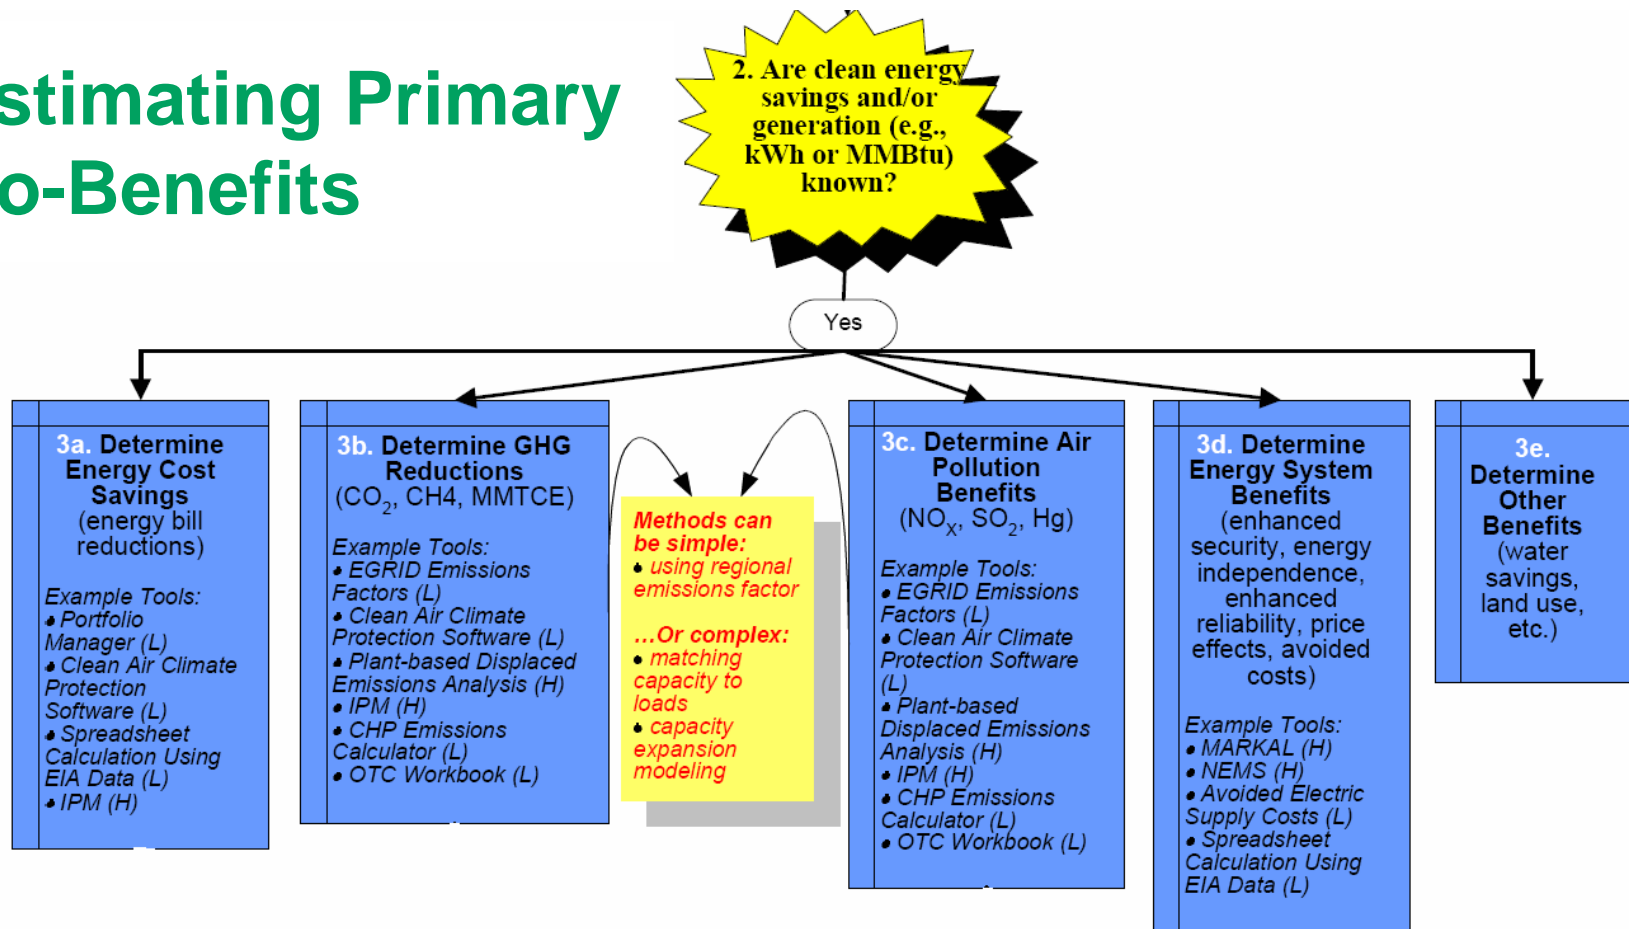 stimating Primary
o-Benefits
2. Are clean energy
savings and/or
generation (e.g.,
kWh or MMBtu)
known?
Yes
3a. Determine
Energy Cost
Savings
(energy bill
reductions)
Example Tools:
• Portfolio
Manager (L)
• Clean Air Climate
Protection
Software (L)
• Spreadsheet
Calculation Using
EIA Data (L)
• IPM (H)
3b. Determine GHG
Reductions
(CO2, CH4, MMTCE)
Example Tools:
• EGRID Emissions
Factors (L)
• Clean Air Climate
Protection Software (L)
• Plant-based Displaced
Emissions Analysis (H)
• IPM (H)
• CHP Emissions
Calculator (L)
• OTC Workbook (L)
Methods can
be simple:
• using regional
emissions factor
...Or complex:
• matching
capacity to
loads
• capacity
expansion
modeling
3c. Determine Air
Pollution
Benefits
(NOX, SO2, Hg)
Example Tools:
• EGRID Emissions
Factors (L)
• Clean Air Climate
Protection Software
(L)
• Plant-based
Displaced Emissions
Analysis (H)
• IPM (H)
• CHP Emissions
Calculator (L)
• OTC Workbook (L)
3d. Determine
Energy System
Benefits
(enhanced
security, energy
independence,
enhanced
reliability, price
effects, avoided
costs)
Example Tools:
• MARKAL (H)
• NEMS (H)
• Avoided Electric
Supply Costs (L)
• Spreadsheet
Calculation Using
EIA Data (L)
3e.
Determine
Other
Benefits
(water
savings,
land use,
etc.)